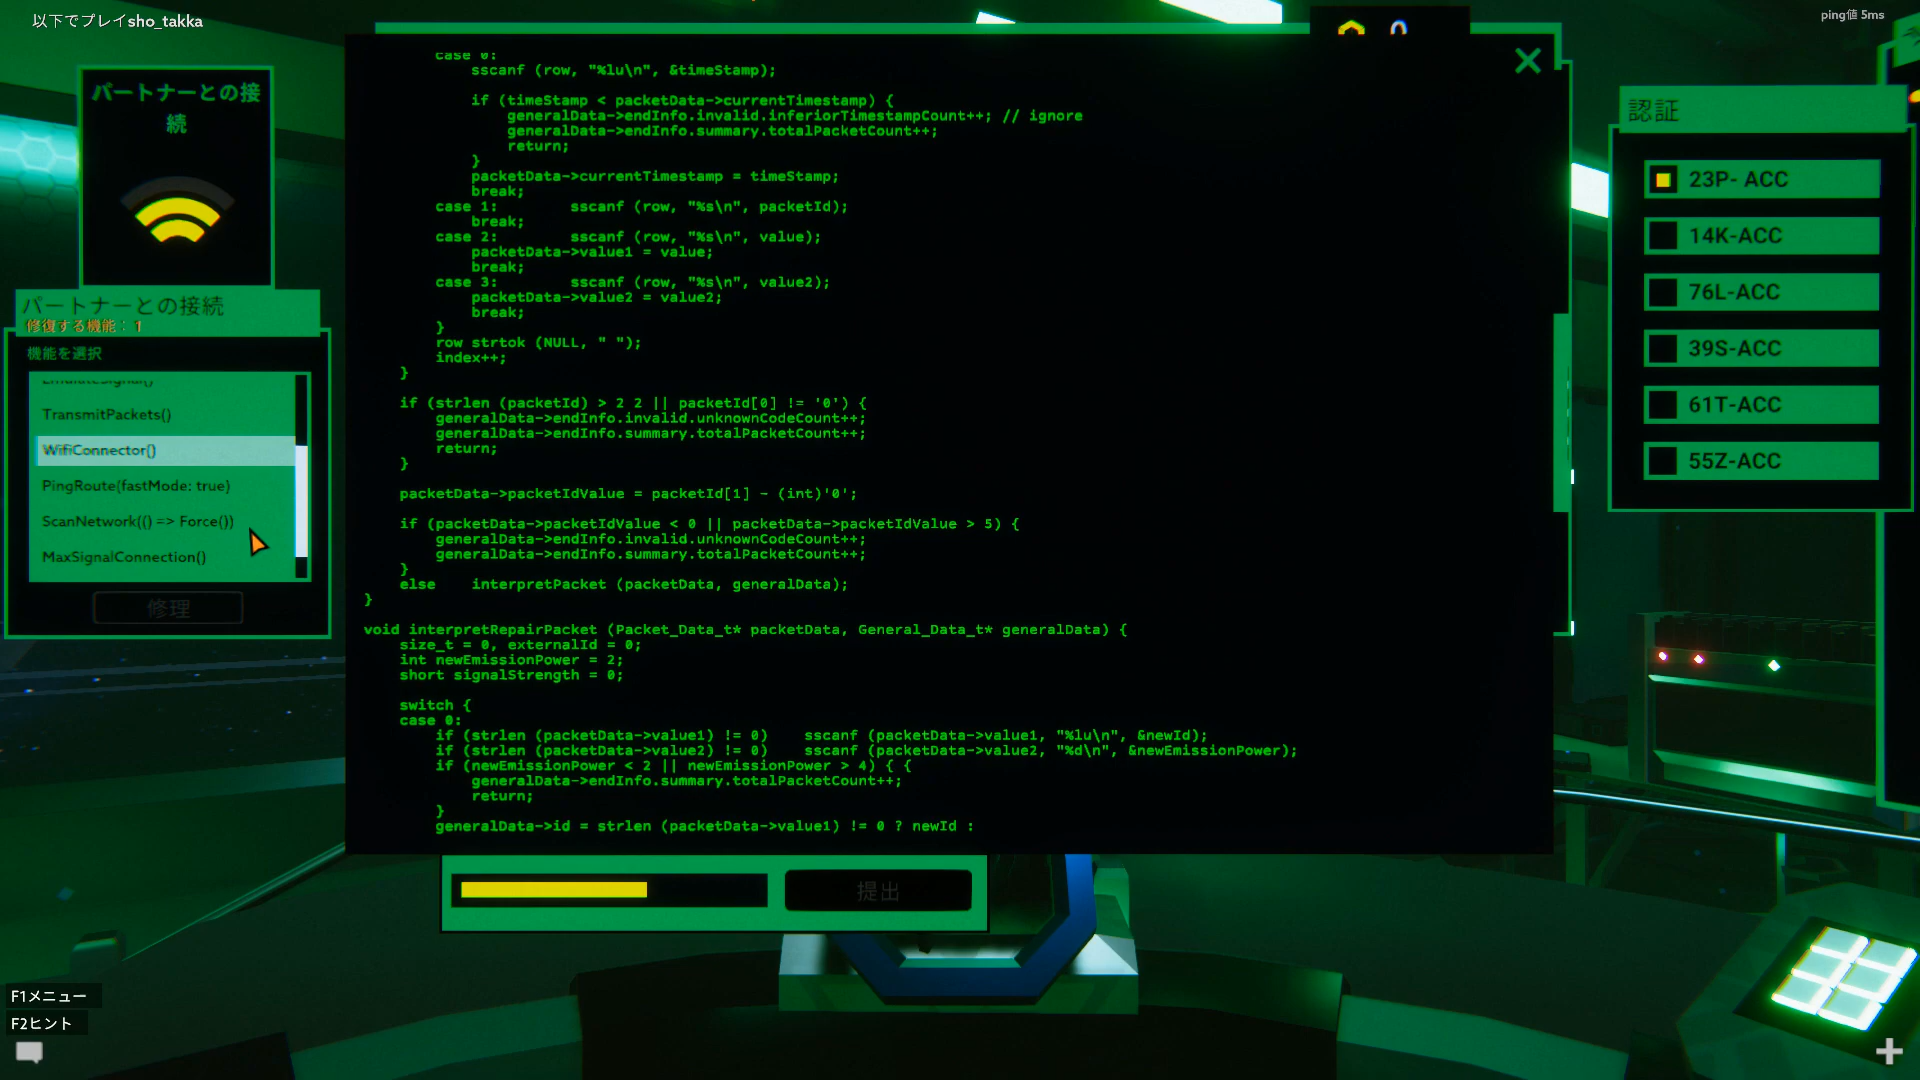 以下でプレイsho_takka
ping値 5ms
パートナーとの接
続
パートナーとの接続
修復する機能：1
機能を選択
EmulateSignal()
TransmitPackets()
WifiConnector()
PingRoute(fastMode: true)
ScanNetwork(() => Force())
MaxSignalConnection()
修理
case 0:
sscanf (row, "%lu\n", &timeStamp);
if (timeStamp < packetData->currentTimestamp) {
generalData->endInfo.invalid.inferiorTimestampCount++; // ignore
generalData->endInfo.summary.totalPacketCount++;
return;
}
packetData->currentTimestamp = timeStamp;
break;
case 1:        sscanf (row, "%s\n", packetId);
break;
case 2:        sscanf (row, "%s\n", value);
packetData->value1 = value;
break;
case 3:        sscanf (row, "%s\n", value2);
packetData->value2 = value2;
break;
}
row strtok (NULL, " ");
index++;
}
if (strlen (packetId) > 2 2 || packetId[0] != '0') {
generalData->endInfo.invalid.unknownCodeCount++;
generalData->endInfo.summary.totalPacketCount++;
return;
}
packetData->packetIdValue = packetId[1] - (int)'0';
if (packetData->packetIdValue < 0 || packetData->packetIdValue > 5) {
generalData->endInfo.invalid.unknownCodeCount++;
generalData->endInfo.summary.totalPacketCount++;
}
else    interpretPacket (packetData, generalData);
}
void interpretRepairPacket (Packet_Data_t* packetData, General_Data_t* generalData) {
size_t = 0, externalId = 0;
int newEmissionPower = 2;
short signalStrength = 0;
switch {
case 0:
if (strlen (packetData->value1) != 0)    sscanf (packetData->value1, "%lu\n", &newId);
if (strlen (packetData->value2) != 0)    sscanf (packetData->value2, "%d\n", &newEmissionPower);
if (newEmissionPower < 2 || newEmissionPower > 4) { {
generalData->endInfo.summary.totalPacketCount++;
return;
}
generalData->id = strlen (packetData->value1) != 0 ? newId :
提出
認証
23P- ACC
14K-ACC
76L-ACC
39S-ACC
61T-ACC
55Z-ACC
F1メニュー
F2ヒント